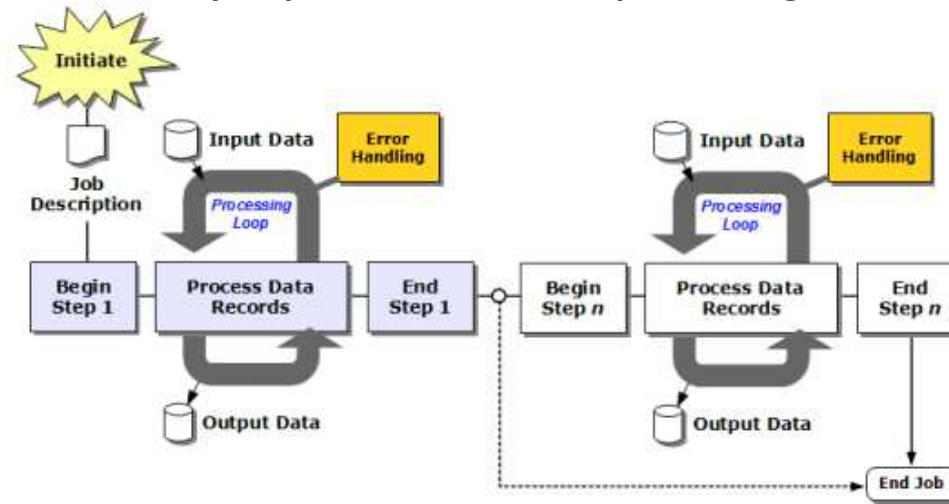 Initiate
Job
Description
Input Data
Error
Handling
Processing
Loop
Begin
Step 1
Process Data
Records
End
Step 1
Output Data
Input Data
Error
Handling
Processing
Loop
Begin
Step n
Process Data
Records
End
Step n
Output Data
End Job